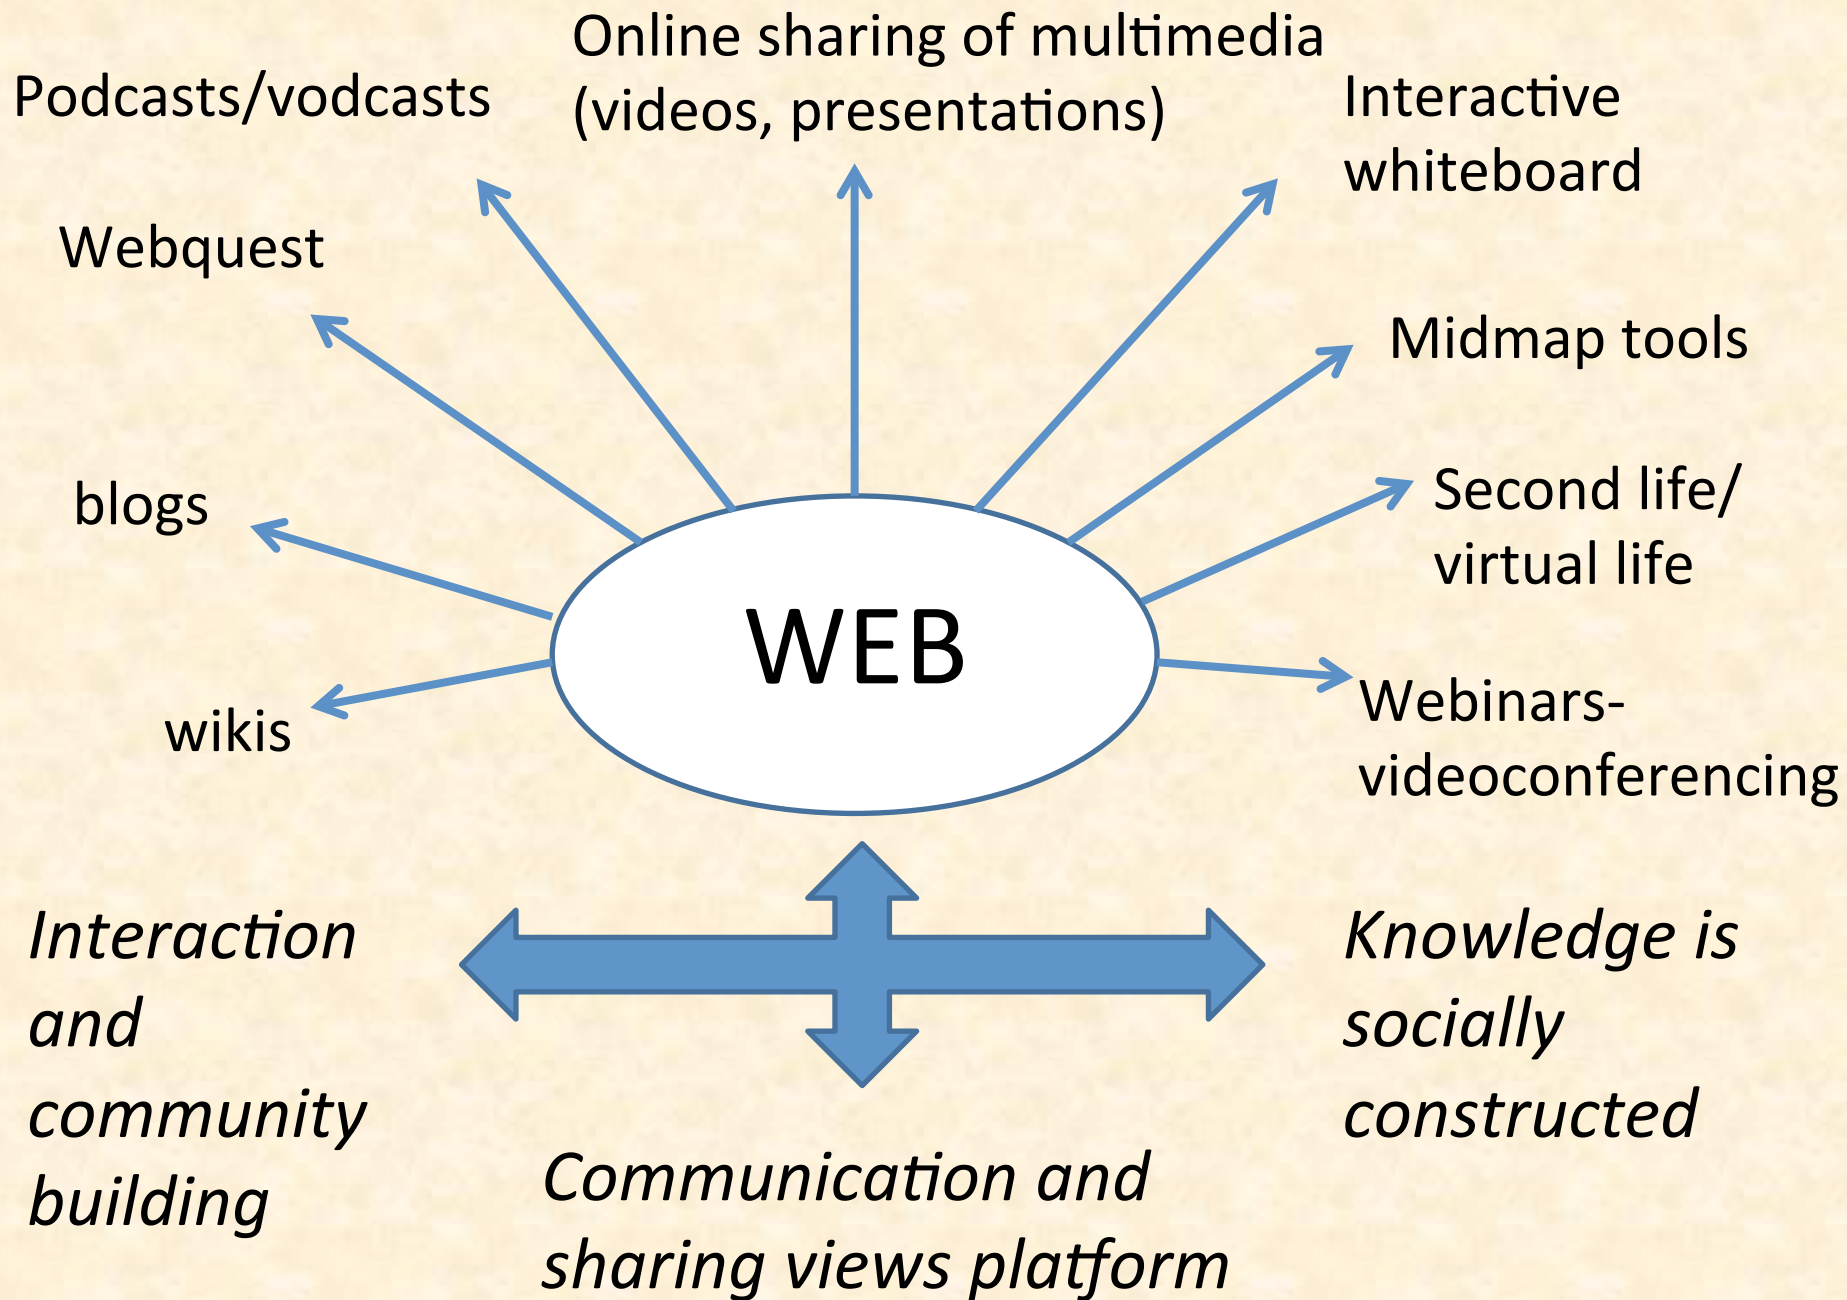 Online sharing of multimedia
(videos, presentations)
Podcasts/vodcasts
Interactive
whiteboard
Webquest
Midmap tools
blogs
Second life/
virtual life
WEB
wikis
Webinars-
videoconferencing
Interaction
and
community
building
Knowledge is
socially
constructed
Communication and
sharing views platform